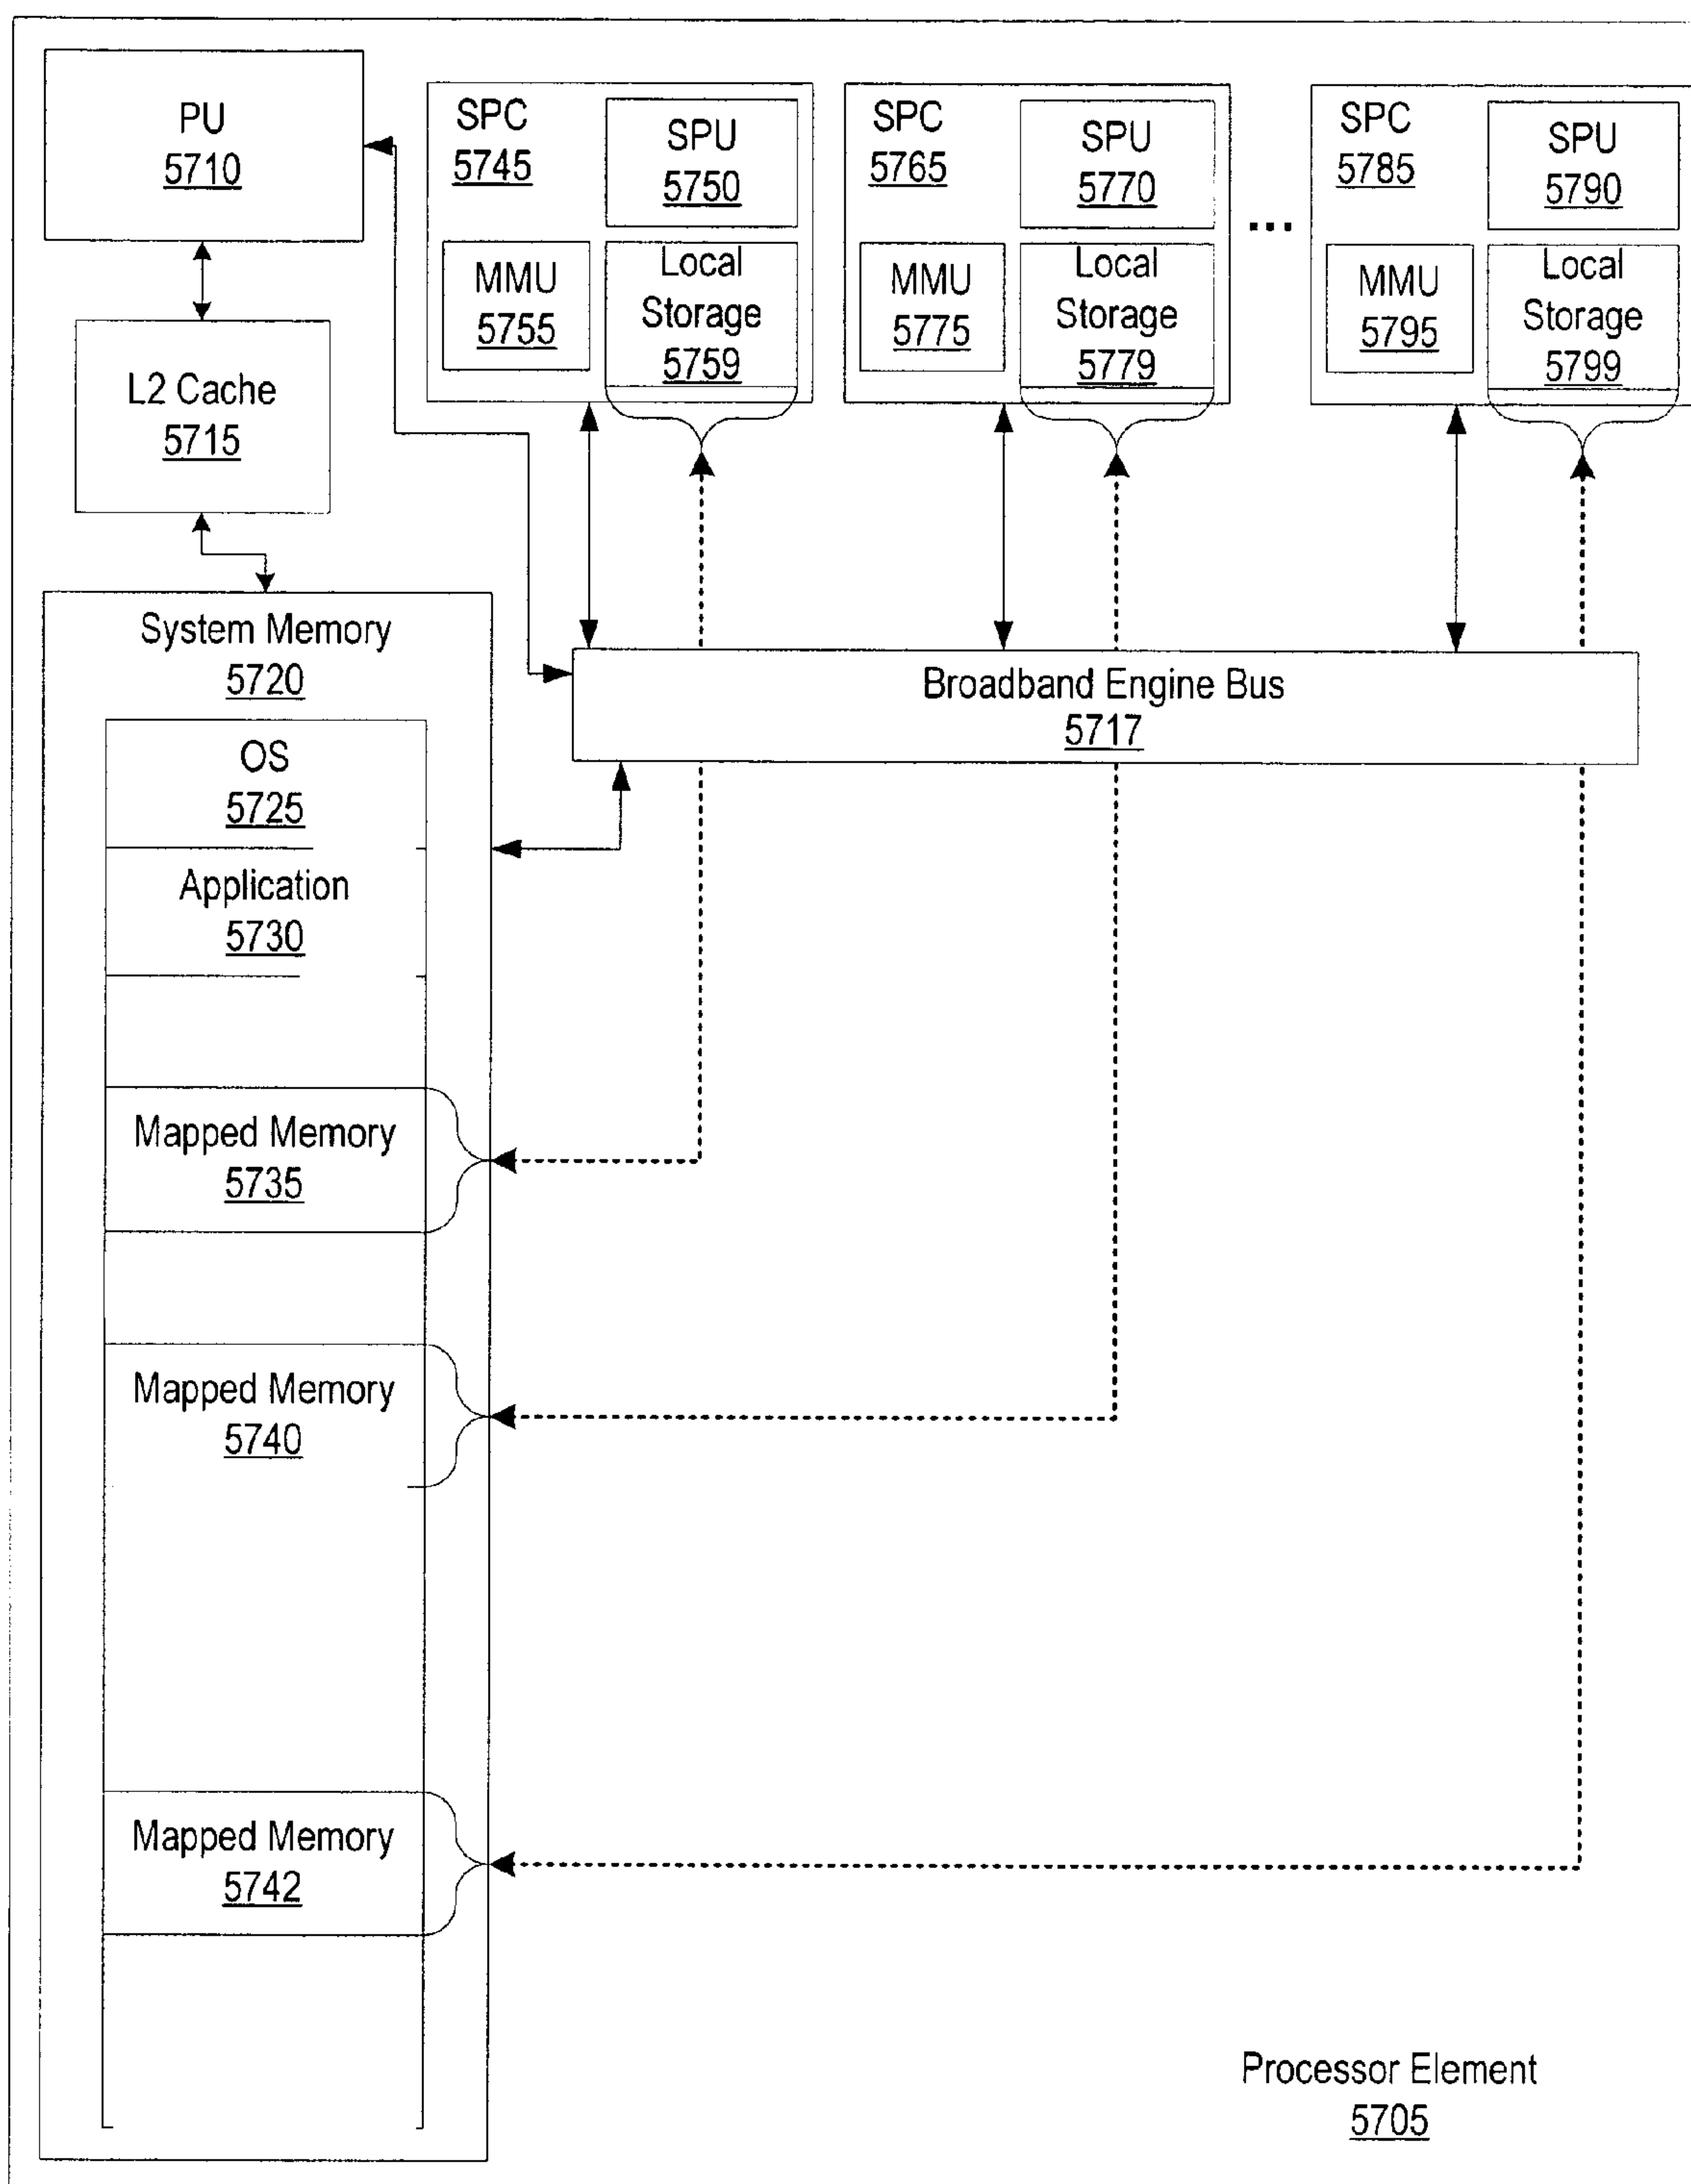 PU
5710
SPC
5745
SPU
5750
MMU
5755
Local
Storage
5759
SPC
5765
SPU
5770
MMU
5775
Local
Storage
5779
...
SPC
5785
SPU
5790
MMU
5795
Local
Storage
5799
L2 Cache
5715
System Memory
5720
Broadband Engine Bus
5717
OS
5725
Application
5730
Mapped Memory
5735
Mapped Memory
5740
Mapped Memory
5742
Processor Element
5705